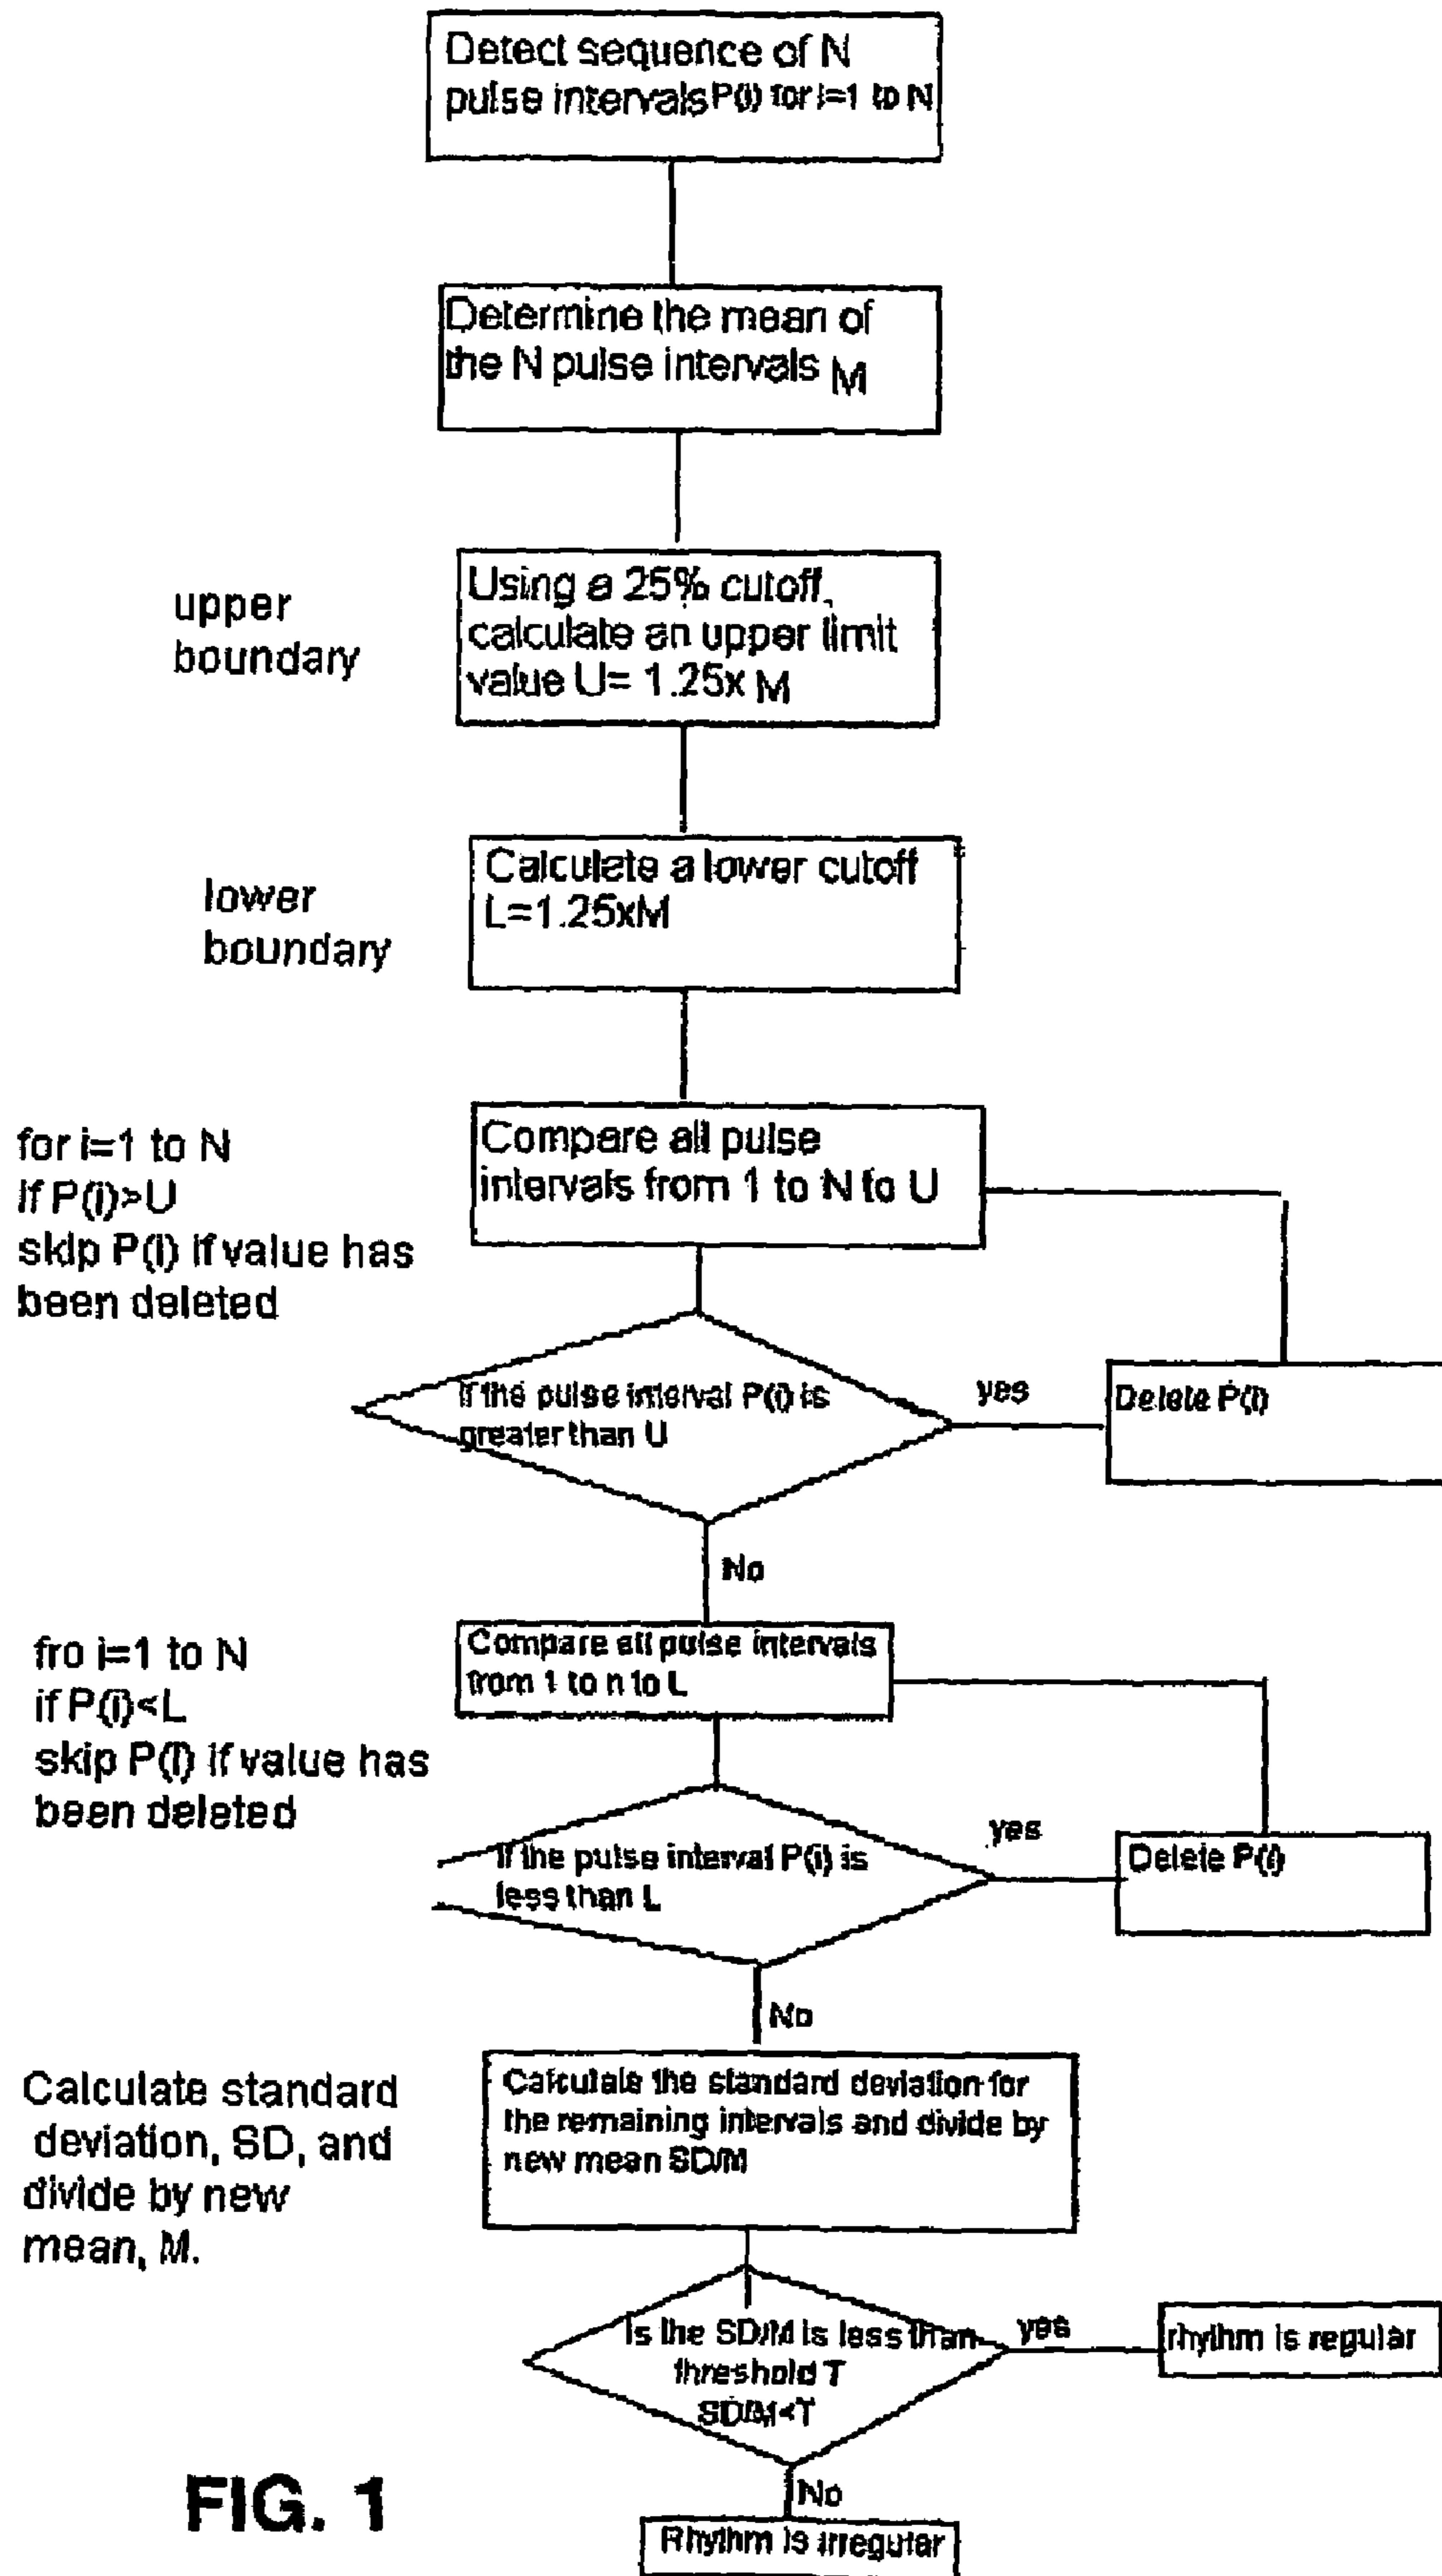 Detect sequence of N
pulse intervals P(i) for i=1 to N
Determine the mean of
the N pulse intervals M
upper
boundary
Using a 25% cutoff,
calculate an upper limit
value U= 1.25x M
lower
boundary
Calculate a lower cutoff
L=1.25xM
for i=1 to N
if P(i)>U
skip P(i) if value has
been deleted
Compare all pulse
intervals from 1 to N to U
If the pulse interval P(i) is
greater than U
yes
Delete P(i)
No
fro i=1 to N
if P(i)<L
skip P(i) if value has
been deleted
Compare all pulse intervals
from 1 to n to L
If the pulse interval P(i) is
less than L
yes
Delete P(i)
No
Calculate standard
deviation, SD, and
divide by new
mean, M.
Calculate the standard deviation for
the remaining intervals and divide by
new mean SD/M
Is the SD/M is less than
threshold T
SD/M<T
yes
rhythm is regular
No
Rhythm is irregular
FIG. 1